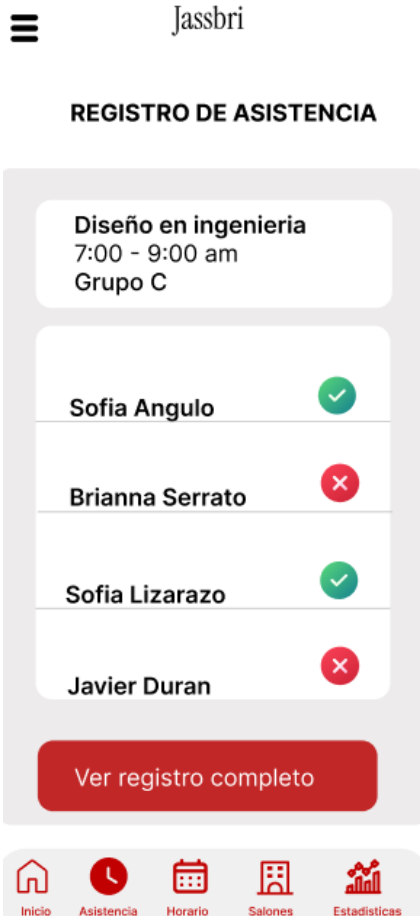 Jassbri
REGISTRO DE ASISTENCIA
Diseño en ingenieria
7:00 - 9:00 am
Grupo C
Sofia Angulo
Brianna Serrato
Sofia Lizarazo
Javier Duran
Ver registro completo
Inicio Asistencia Horario Salones Estadisticas